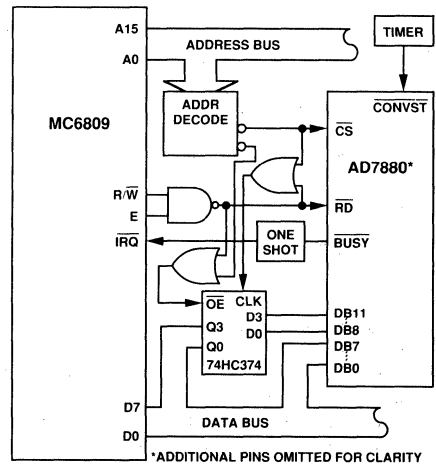 A15
ADDRESS BUS
TIMER
A0
ADDR
DECODE
CONVST
MC6809
CS
AD7880*
R/W
E
RD
IRQ
ONE
SHOT
BUSY
OE
CLK
D3
DB11
Q3
D0
DB8
Q0
DB7
74HC374
DB0
D7
DATA BUS
D0
*ADDITIONAL PINS OMITTED FOR CLARITY